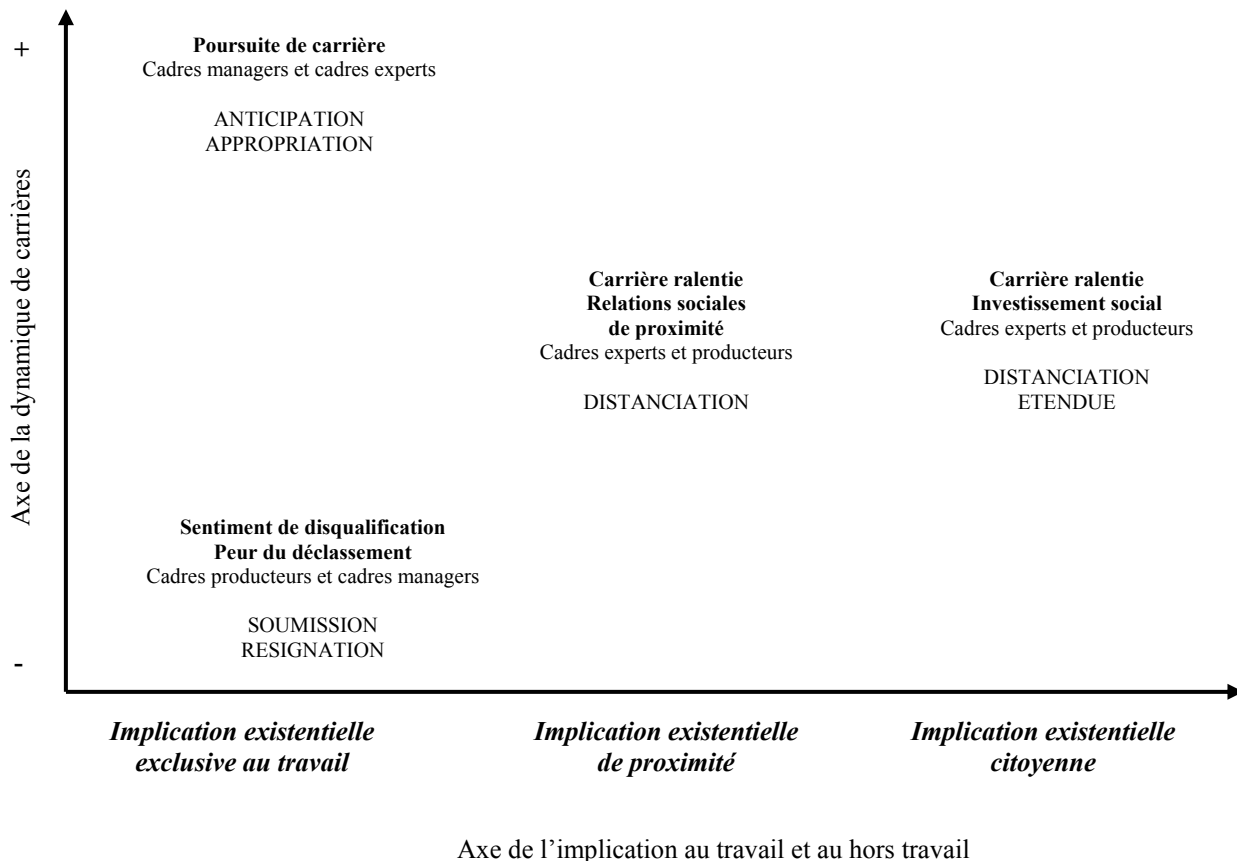 +
Poursuite de carrière
Cadres managers et cadres experts
ANTICIPATION
APPROPRIATION
Axe de la dynamique de carrières
Carrière ralentie
Relations sociales
de proximité
Cadres experts et producteurs
DISTANCIATION
Carrière ralentie
Investissement social
Cadres experts et producteurs
DISTANCIATION
ETENDUE
Sentiment de disqualification
Peur du déclassement
Cadres producteurs et cadres managers
SOUMISSION
RESIGNATION
-
Implication existentielle
exclusive au travail
Implication existentielle
de proximité
Implication existentielle
citoyenne
Axe de l'implication au travail et au hors travail